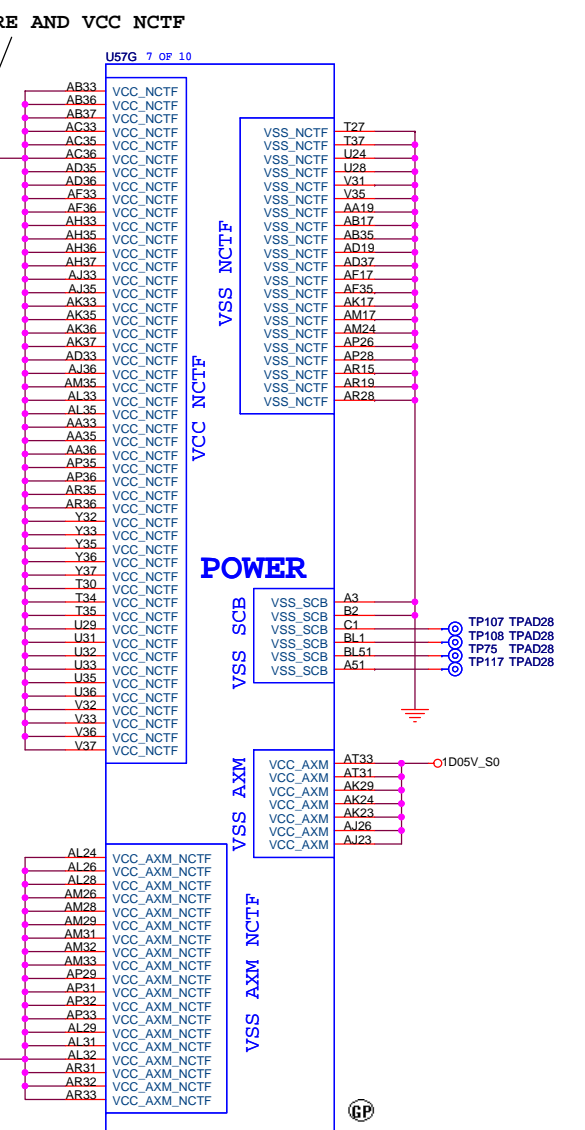 RE AND VCC NCTF
U57G 7 OF 10
AB33 VCC_NCTF
AB36 VCC_NCTF
AB37 VCC_NCTF
AC33 VCC_NCTF
AC35 VCC_NCTF
AC36 VCC_NCTF
AD35 VCC_NCTF
AD36 VCC_NCTF
AF33 VCC_NCTF
AF36 VCC_NCTF
AH33 VCC_NCTF
AH35 VCC_NCTF
AH36 VCC_NCTF
AH37 VCC_NCTF
AJ33 VCC_NCTF
AJ35 VCC_NCTF
AK33 VCC_NCTF
AK35 VCC_NCTF
AK36 VCC_NCTF
AK37 VCC_NCTF
AD33 VCC_NCTF
AJ36 VCC_NCTF
AM35 VCC_NCTF
AL33 VCC_NCTF
AL35 VCC_NCTF
AA33 VCC_NCTF
AA35 VCC_NCTF
AA36 VCC_NCTF
AP35 VCC_NCTF
AP36 VCC_NCTF
AR35 VCC_NCTF
AR36 VCC_NCTF
Y32 VCC_NCTF
Y33 VCC_NCTF
Y35 VCC_NCTF
Y36 VCC_NCTF
Y37 VCC_NCTF
T30 VCC_NCTF
T34 VCC_NCTF
T35 VCC_NCTF
U29 VCC_NCTF
U31 VCC_NCTF
U32 VCC_NCTF
U33 VCC_NCTF
U35 VCC_NCTF
U36 VCC_NCTF
V32 VCC_NCTF
V33 VCC_NCTF
V36 VCC_NCTF
V37 VCC_NCTF
VCC NCTF
VSS NCTF
VSS_NCTF T27
VSS_NCTF T37
VSS_NCTF U24
VSS_NCTF U28
VSS_NCTF V31
VSS_NCTF V35
VSS_NCTF AA19
VSS_NCTF AB17
VSS_NCTF AB35
VSS_NCTF AD19
VSS_NCTF AD37
VSS_NCTF AF17
VSS_NCTF AF35
VSS_NCTF AK17
VSS_NCTF AM17
VSS_NCTF AM24
VSS_NCTF AP26
VSS_NCTF AP28
VSS_NCTF AR15
VSS_NCTF AR19
VSS_NCTF AR28
POWER
VSS SCB
VSS_SCB A3
VSS_SCB B2
VSS_SCB C1 TP107 TPAD28
VSS_SCB BL1 TP108 TPAD28
VSS_SCB BL51 TP75 TPAD28
VSS_SCB A51 TP117 TPAD28
VSS AXM
VCC_AXM AT33 1D05V_S0
VCC_AXM AT31
VCC_AXM AK29
VCC_AXM AK24
VCC_AXM AK23
VCC_AXM AJ26
VCC_AXM AJ23
AL24 VCC_AXM_NCTF
AL26 VCC_AXM_NCTF
AL28 VCC_AXM_NCTF
AM26 VCC_AXM_NCTF
AM28 VCC_AXM_NCTF
AM29 VCC_AXM_NCTF
AM31 VCC_AXM_NCTF
AM32 VCC_AXM_NCTF
AM33 VCC_AXM_NCTF
AP29 VCC_AXM_NCTF
AP31 VCC_AXM_NCTF
AP32 VCC_AXM_NCTF
AP33 VCC_AXM_NCTF
AL29 VCC_AXM_NCTF
AL31 VCC_AXM_NCTF
AL32 VCC_AXM_NCTF
AR31 VCC_AXM_NCTF
AR32 VCC_AXM_NCTF
AR33 VCC_AXM_NCTF
VSS AXM NCTF
GP